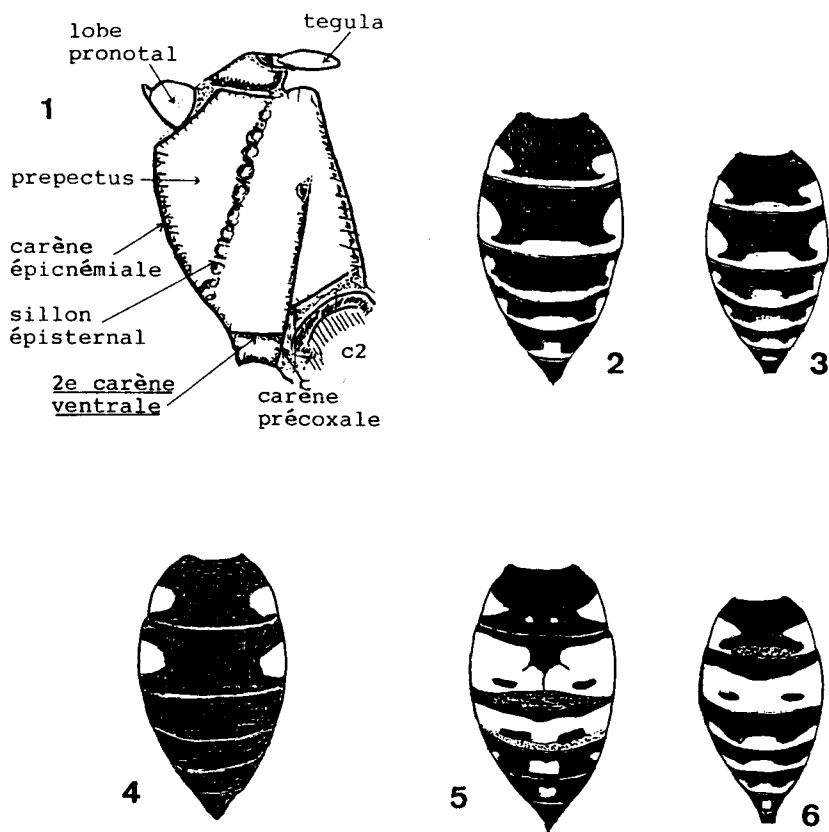 lobe
pronotal
tegula
1
prepectus
carène
épicnémiale
sillon
épisternal
2e carène
ventrale
c
c2
carène
précoxale
2
3
4
5
6